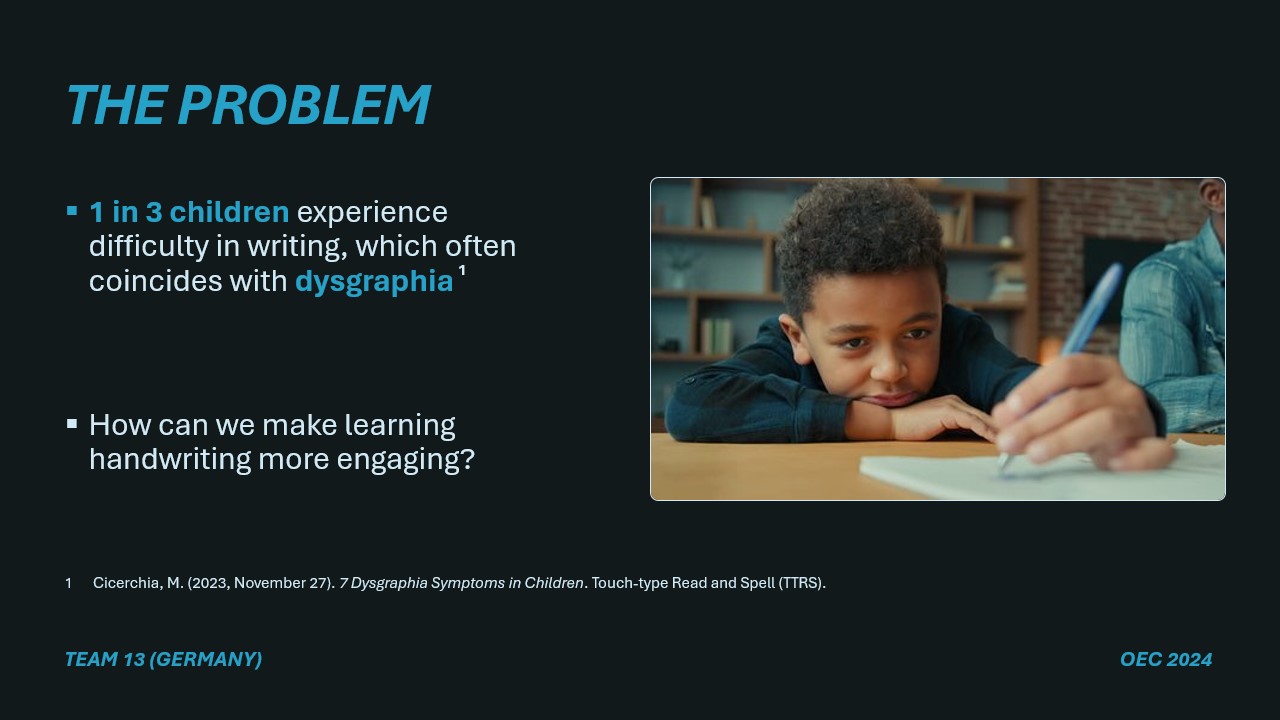 THE PROBLEM
▪ 1 in 3 children experience
difficulty in writing, which often
coincides with dysgraphia ¹
▪ How can we make learning
handwriting more engaging?
1 Cicerchia, M. (2023, November 27). 7 Dysgraphia Symptoms in Children. Touch-type Read and Spell (TTRS).
TEAM 13 (GERMANY)
OEC 2024